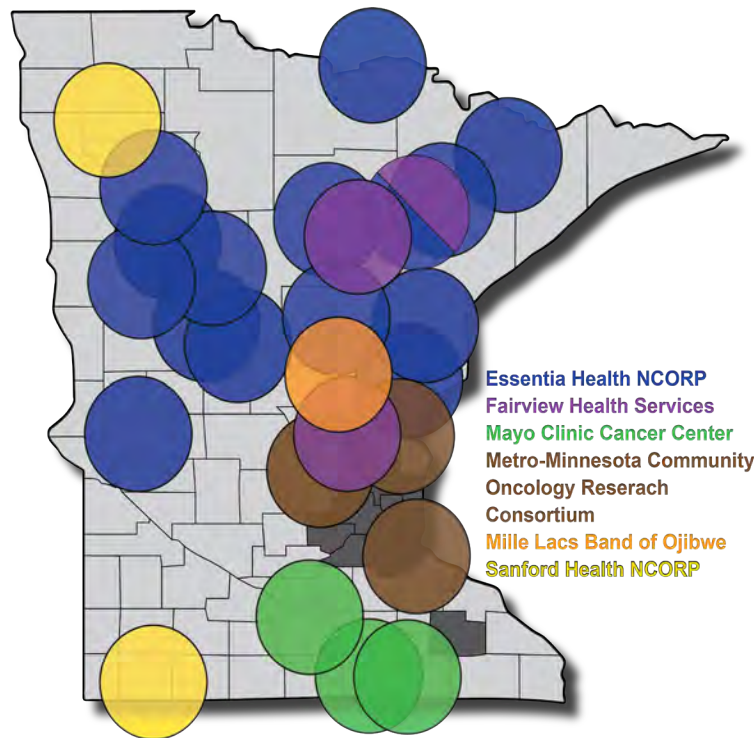 Essentia Health NCORP
Fairview Health Services
Mayo Clinic Cancer Center
Metro-Minnesota Community
Oncology Reserach
Consortium
Mille Lacs Band of Ojibwe
Sanford Health NCORP